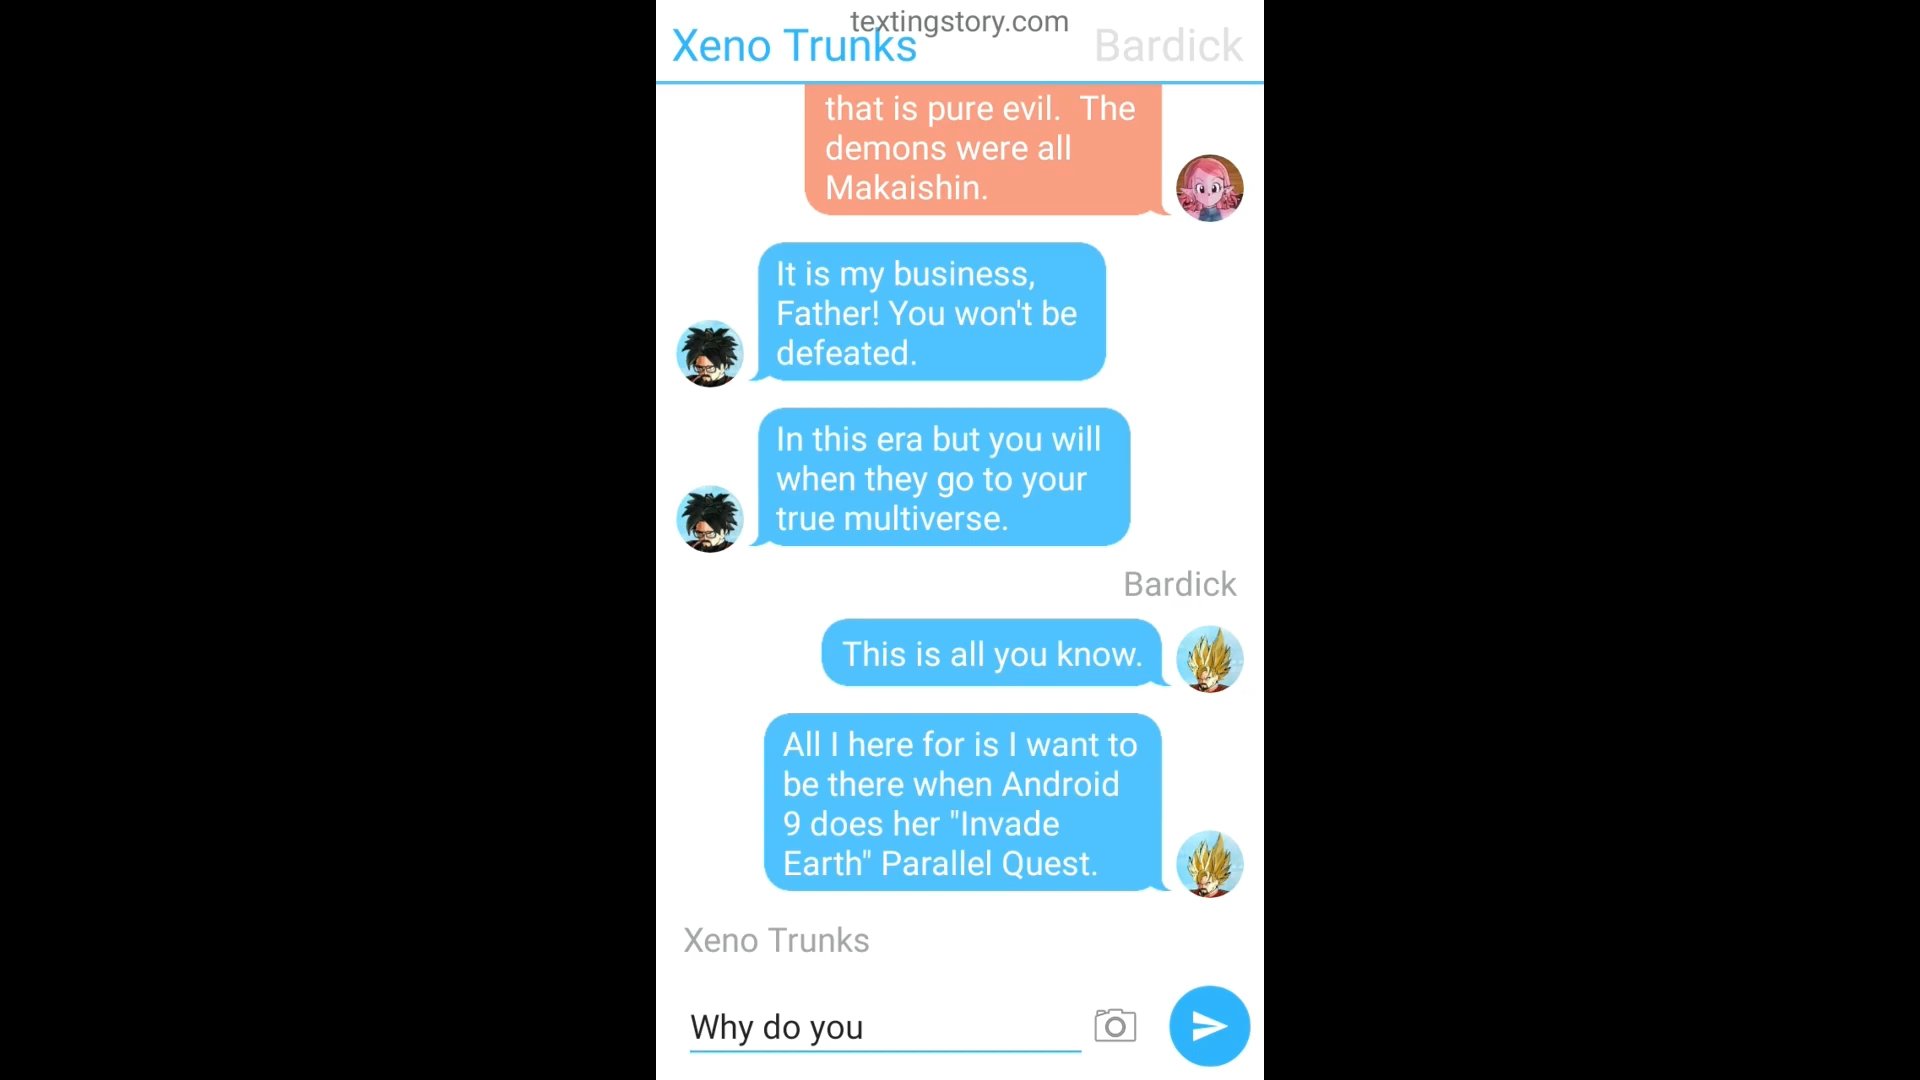 textingstory.com
Xeno Trunks
Bardick
that is pure evil.  The
demons were all
Makaishin.
It is my business,
Father! You won't be
defeated.
In this era but you will
when they go to your
true multiverse.
Bardick
This is all you know.
All I here for is I want to
be there when Android
9 does her "Invade
Earth" Parallel Quest.
Xeno Trunks
Why do you